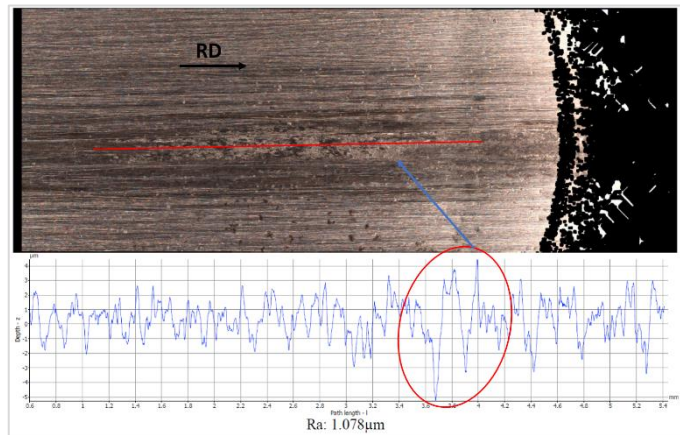 RD
µm
4
3
2
1
0
-1
-2
-3
-4
-5
Depth - z
0.6 0.8 1 1.2 1.4 1.6 1.8 2 2.2 2.4 2.6 2.8 3 3.2 3.4 3.6 3.8 4 4.2 4.4 4.6 4.8 5 5.2 5.4
mm
Path length - l
Ra: 1.078µm